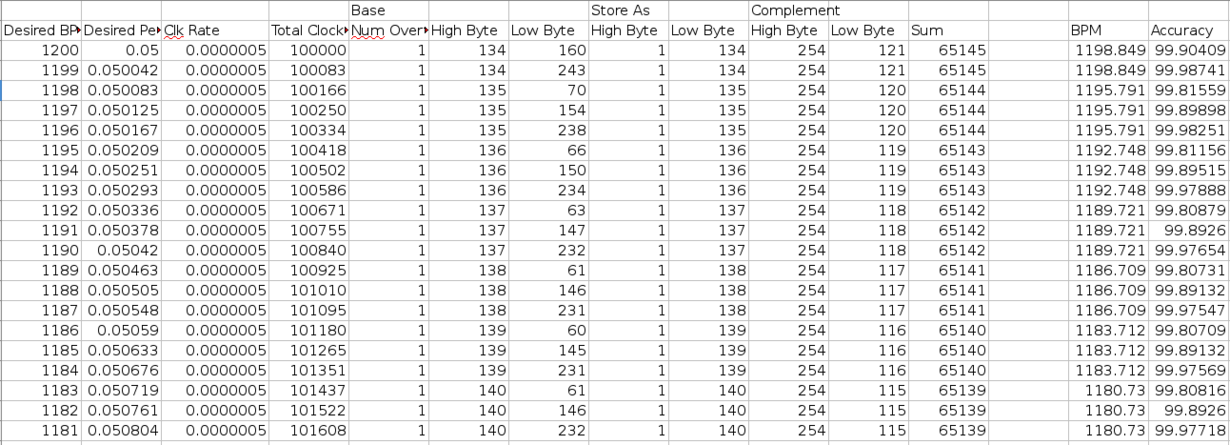 Base Store As Complement
Desired BP Desired Pe Clk Rate Total Clock Num Over High Byte Low Byte High Byte Low Byte High Byte Low Byte Sum BPM Accuracy
1200 0.05 0.0000005 100000 1 134 160 1 134 254 121 65145 1198.849 99.90409
1199 0.050042 0.0000005 100083 1 134 243 1 134 254 121 65145 1198.849 99.98741
1198 0.050083 0.0000005 100166 1 135 70 1 135 254 120 65144 1195.791 99.81559
1197 0.050125 0.0000005 100250 1 135 154 1 135 254 120 65144 1195.791 99.89898
1196 0.050167 0.0000005 100334 1 135 238 1 135 254 120 65144 1195.791 99.98251
1195 0.050209 0.0000005 100418 1 136 66 1 136 254 119 65143 1192.748 99.81156
1194 0.050251 0.0000005 100502 1 136 150 1 136 254 119 65143 1192.748 99.89515
1193 0.050293 0.0000005 100586 1 136 234 1 136 254 119 65143 1192.748 99.97888
1192 0.050336 0.0000005 100671 1 137 63 1 137 254 118 65142 1189.721 99.80879
1191 0.050378 0.0000005 100755 1 137 147 1 137 254 118 65142 1189.721 99.8926
1190 0.05042 0.0000005 100840 1 137 232 1 137 254 118 65142 1189.721 99.97654
1189 0.050463 0.0000005 100925 1 138 61 1 138 254 117 65141 1186.709 99.80731
1188 0.050505 0.0000005 101010 1 138 146 1 138 254 117 65141 1186.709 99.89132
1187 0.050548 0.0000005 101095 1 138 231 1 138 254 117 65141 1186.709 99.97547
1186 0.05059 0.0000005 101180 1 139 60 1 139 254 116 65140 1183.712 99.80709
1185 0.050633 0.0000005 101265 1 139 145 1 139 254 116 65140 1183.712 99.89132
1184 0.050676 0.0000005 101351 1 139 231 1 139 254 116 65140 1183.712 99.97569
1183 0.050719 0.0000005 101437 1 140 61 1 140 254 115 65139 1180.73 99.80816
1182 0.050761 0.0000005 101522 1 140 146 1 140 254 115 65139 1180.73 99.8926
1181 0.050804 0.0000005 101608 1 140 232 1 140 254 115 65139 1180.73 99.97718